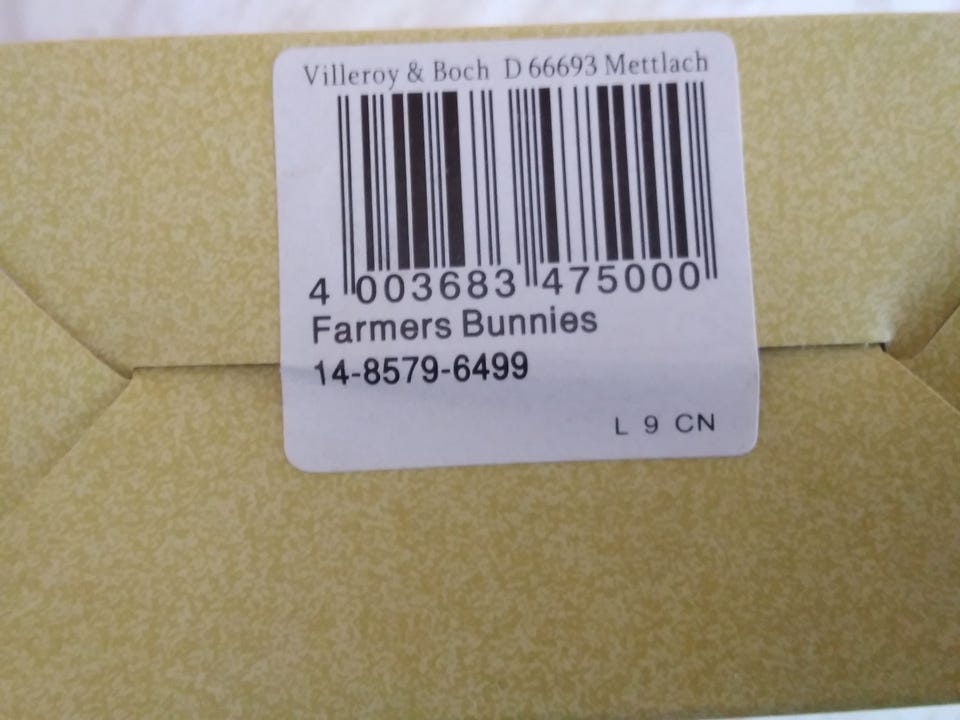 Villeroy & Boch D 66693 Mettlach
4 003683 475000
Farmers Bunnies
14-8579-6499
L 9 CN